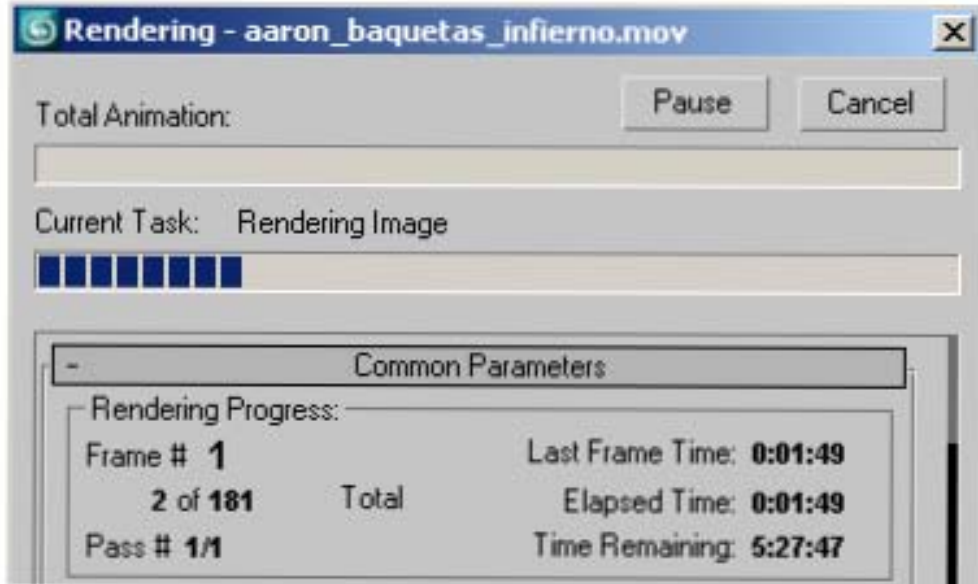 Rendering - aaron_baquetas_infierno.mov
Pause Cancel
Total Animation:
Current Task: Rendering Image
- Common Parameters
Rendering Progress:
Frame # 1 Last Frame Time: 0:01:49
2 of 181 Total Elapsed Time: 0:01:49
Pass # 1/1 Time Remaining: 5:27:47